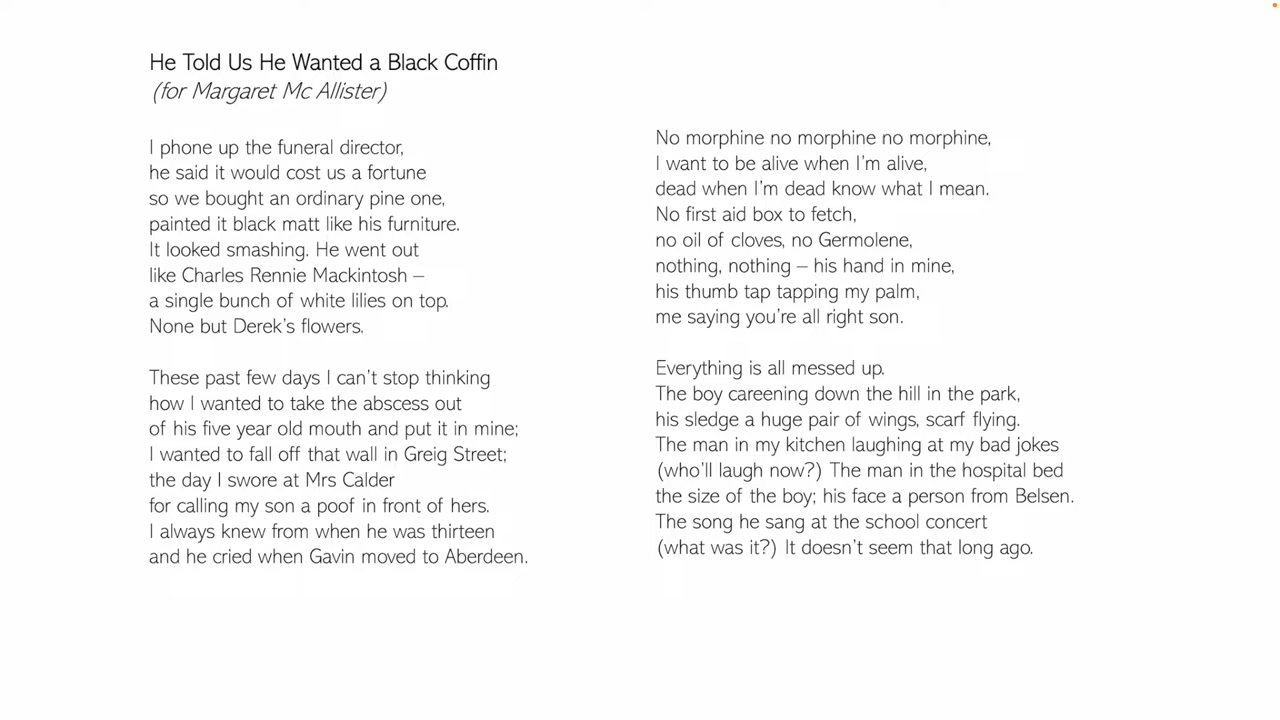 He Told Us He Wanted a Black Coffin
(for Margaret Mc Allister)
I phone up the funeral director,
he said it would cost us a fortune
so we bought an ordinary pine one,
painted it black matt like his furniture.
It looked smashing. He went out
like Charles Rennie Mackintosh –
a single bunch of white lilies on top.
None but Derek's flowers.
These past few days I can't stop thinking
how I wanted to take the abscess out
of his five year old mouth and put it in mine;
I wanted to fall off that wall in Greig Street;
the day I swore at Mrs Calder
for calling my son a poof in front of hers.
I always knew from when he was thirteen
and he cried when Gavin moved to Aberdeen.
No morphine no morphine no morphine,
I want to be alive when I'm alive,
dead when I'm dead know what I mean.
No first aid box to fetch,
no oil of cloves, no Germolene,
nothing, nothing – his hand in mine,
his thumb tap tapping my palm,
me saying you're all right son.
Everything is all messed up.
The boy careening down the hill in the park,
his sledge a huge pair of wings, scarf flying.
The man in my kitchen laughing at my bad jokes
(who'll laugh now?) The man in the hospital bed
the size of the boy; his face a person from Belsen.
The song he sang at the school concert
(what was it?) It doesn't seem that long ago.